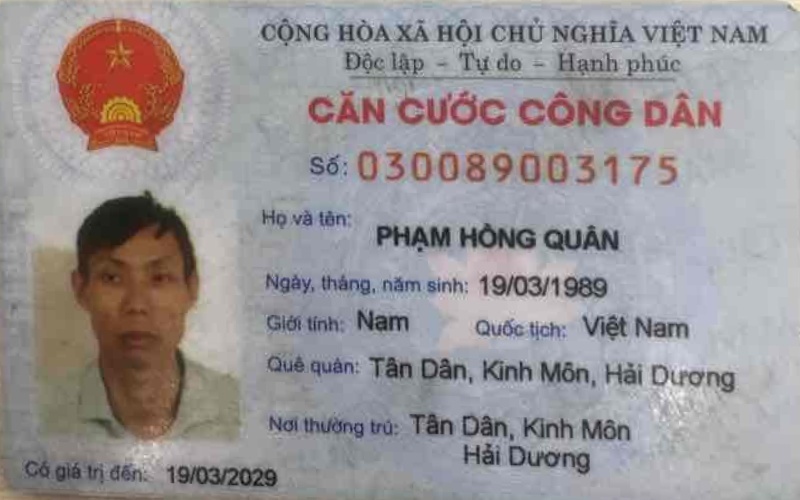 CỘNG HÒA XÃ HỘI CHỦ NGHĨA VIỆT NAM
Độc lập - Tự do - Hạnh phúc
CĂN CƯỚC CÔNG DÂN
Số: 030089003175
Họ và tên:
PHẠM HỒNG QUÂN
Ngày, tháng, năm sinh: 19/03/1989
Giới tính: Nam Quốc tịch: Việt Nam
Quê quán: Tân Dân, Kinh Môn, Hải Dương
Nơi thường trú: Tân Dân, Kinh Môn
Hải Dương
Có giá trị đến: 19/03/2029